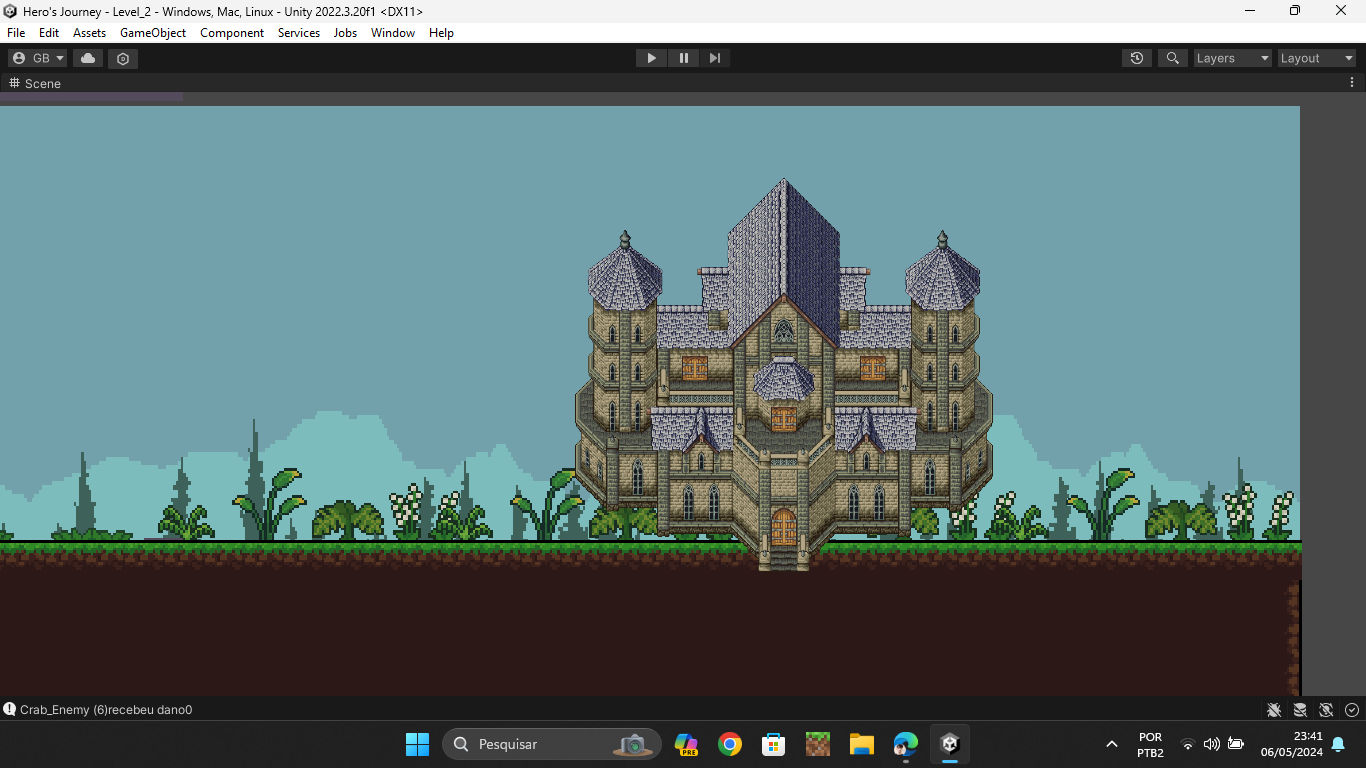 Hero's Journey - Level_2 - Windows, Mac, Linux - Unity 2022.3.20f1 <DX11>
File Edit Assets GameObject Component Services Jobs Window Help
GB Layers Layout
Scene
Crab_Enemy (6)recebeu dano0
Pesquisar
PRE
POR
PTB2
23:41
06/05/2024